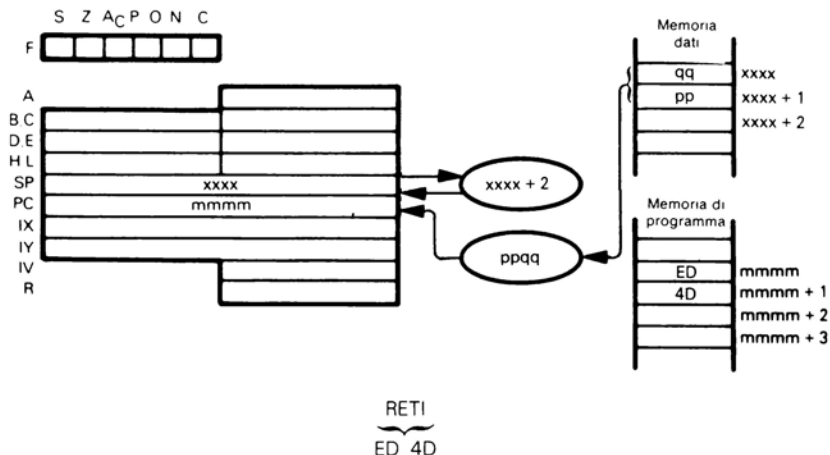 S Z AC P O N C
F
A
B.C
D.E
H.L
SP xxxx
PC mmmm
IX
IY
IV
R
xxxx + 2
ppqq
Memoria
dati
qq xxxx
pp xxxx + 1
xxxx + 2
Memoria di
programma
ED mmmm
4D mmmm + 1
mmmm + 2
mmmm + 3
RETI
ED 4D